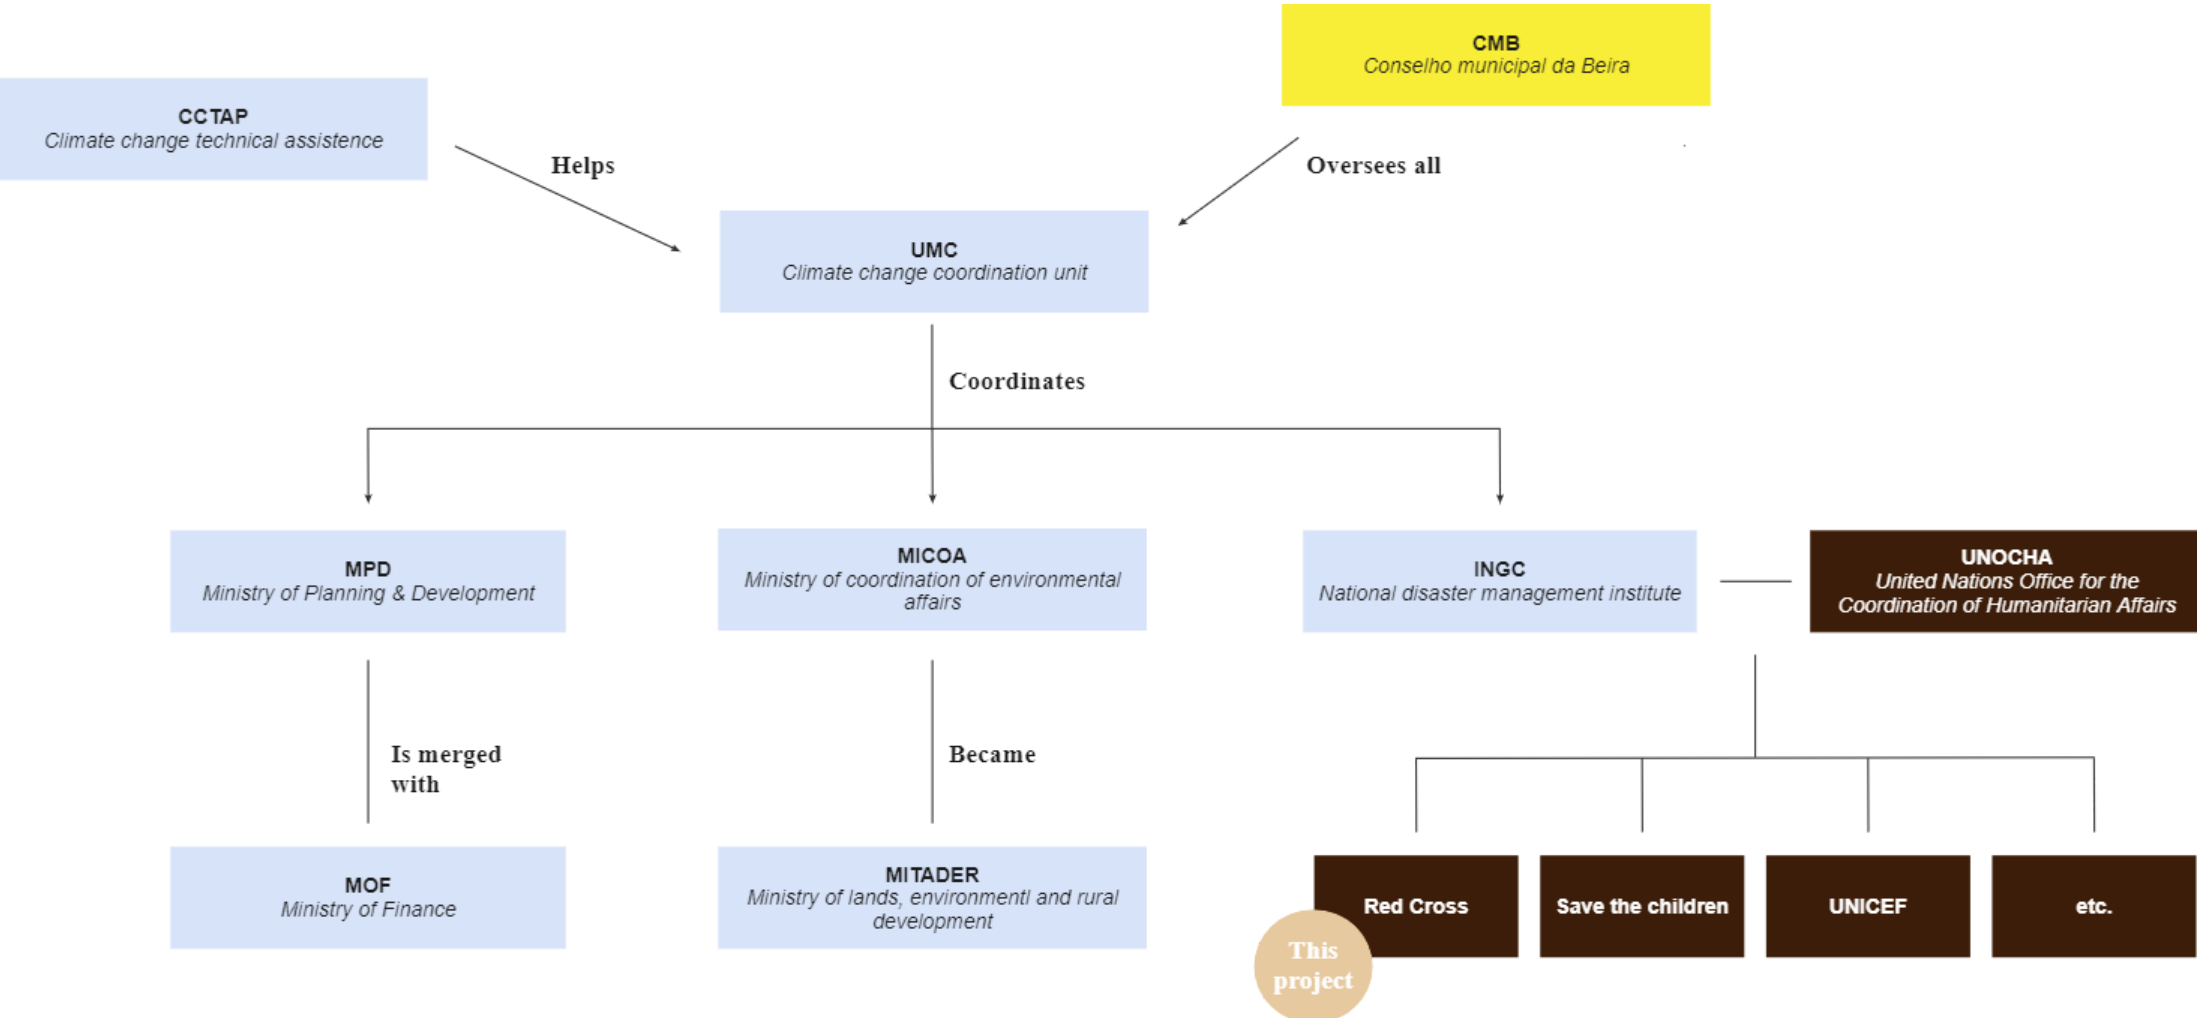 CMB
Conselho municipal da Beira
CCTAP
Climate change technical assistence
Helps
Oversees all
UMC
Climate change coordination unit
Coordinates
MPD
Ministry of Planning & Development
MICOA
Ministry of coordination of environmental
affairs
INGC
National disaster management institute
UNOCHA
United Nations Office for the
Coordination of Humanitarian Affairs
Is merged
with
Became
MOF
Ministry of Finance
MITADER
Ministry of lands, environmentl and rural
development
Red Cross
Save the children
UNICEF
etc.
This
project